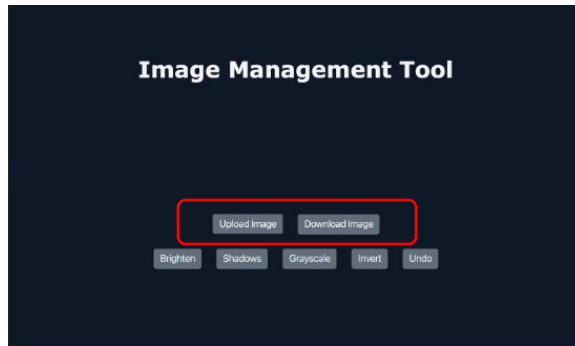 Image Management Tool
Upload Image Download Image
Brighten Shadows Grayscale Invert Undo